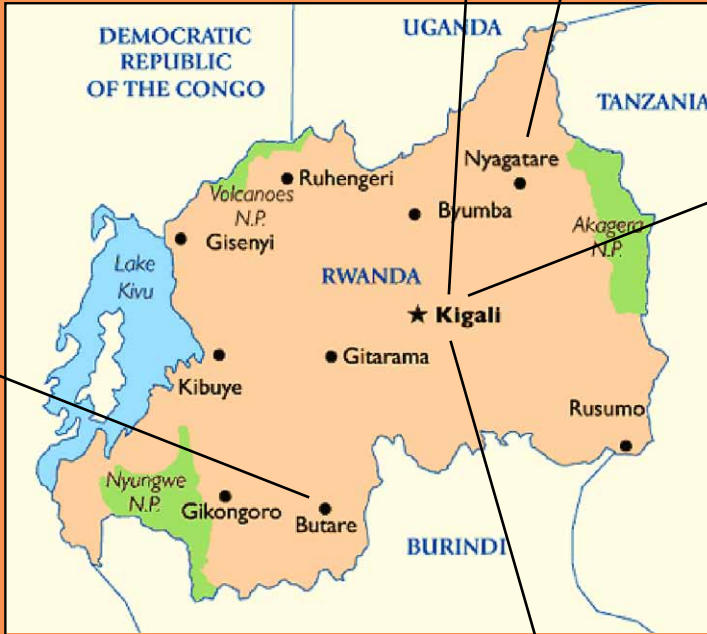 DEMOCRATIC
REPUBLIC
OF THE CONGO
UGANDA
TANZANIA
Nyagatare
Ruhengeri
Volcanoes
N.P.
Byumba
Akagera
N.P.
Gisenyi
Lake
Kivu
RWANDA
Kigali
Gitarama
Kibuye
Rusumo
Nyungwe
N.P.
Gikongoro
Butare
BURINDI